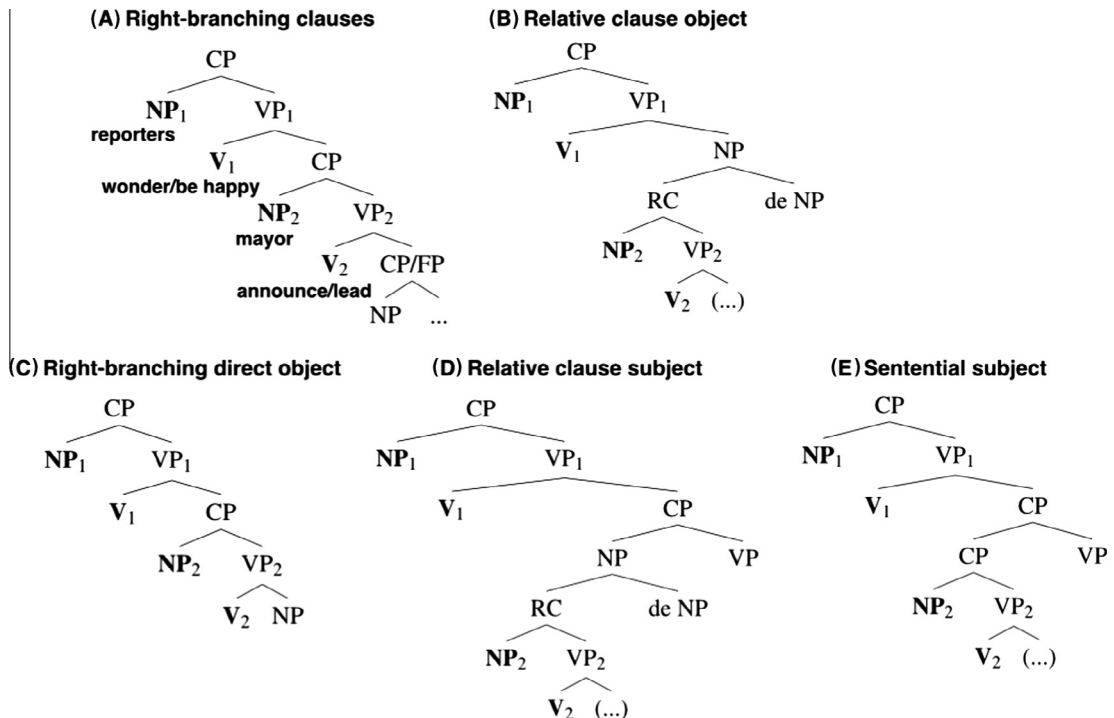 (A) Right-branching clauses
CP
NP1 VP1
reporters
V1 CP
wonder/be happy
NP2 VP2
mayor
V2 CP/FP
announce/lead
NP ...
(B) Relative clause object
CP
NP1 VP1
V1 NP
RC de NP
NP2 VP2
V2 (...)
(C) Right-branching direct object
CP
NP1 VP1
V1 CP
NP2 VP2
V2 NP
(D) Relative clause subject
CP
NP1 VP1
V1 CP
NP VP
RC de NP
NP2 VP2
V2 (...)
(E) Sentential subject
CP
NP1 VP1
V1 CP
CP VP
NP2 VP2
V2 (...)